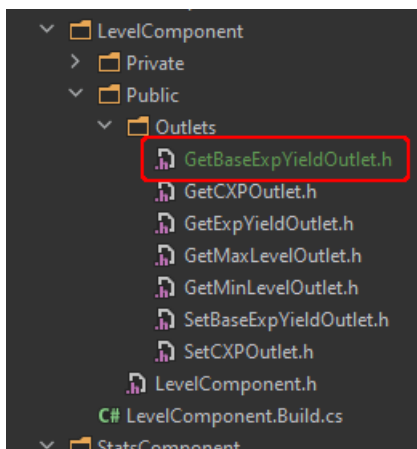 LevelComponent
Private
Public
Outlets
.h GetBaseExpYieldOutlet.h
.h GetCXPOutlet.h
.h GetExpYieldOutlet.h
.h GetMaxLevelOutlet.h
.h GetMinLevelOutlet.h
.h SetBaseExpYieldOutlet.h
.h SetCXPOutlet.h
.h LevelComponent.h
C# LevelComponent.Build.cs
StatsComponent